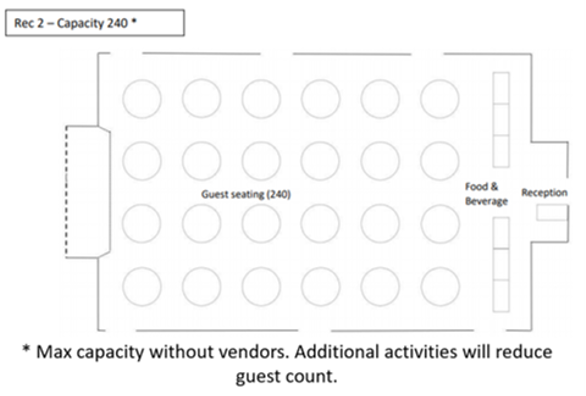 Rec 2 – Capacity 240 *
Guest seating (240)
Food &
Beverage
Reception
* Max capacity without vendors. Additional activities will reduce
guest count.